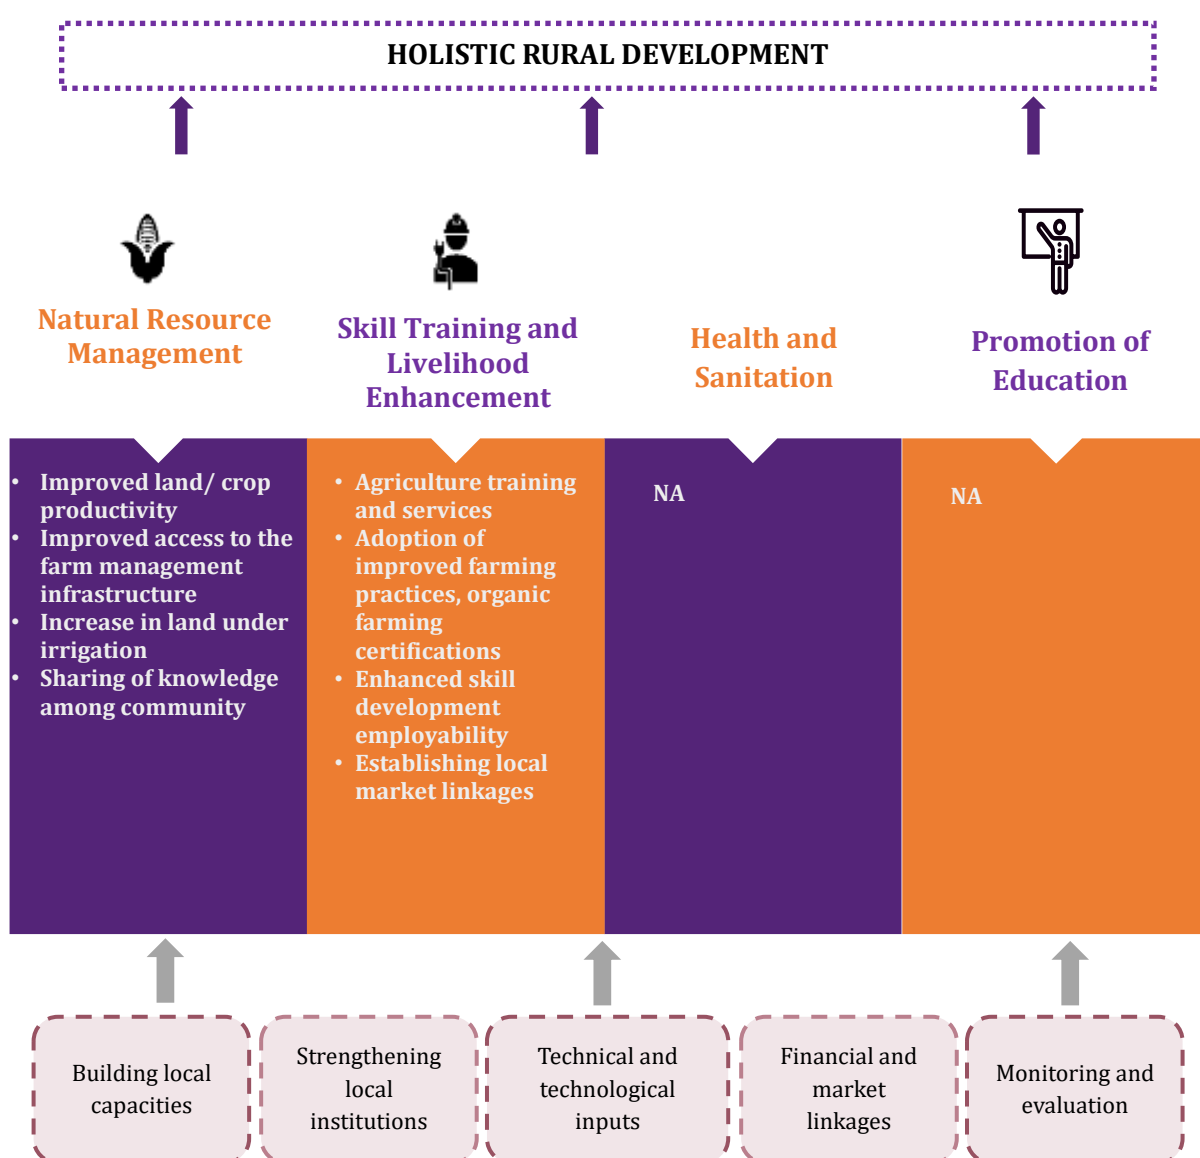 HOLISTIC RURAL DEVELOPMENT
Natural Resource
Management
Skill Training and
Livelihood
Enhancement
Health and
Sanitation
Promotion of
Education
• Improved land/ crop
productivity
• Improved access to the
farm management
infrastructure
• Increase in land under
irrigation
• Sharing of knowledge
among community
• Agriculture training
and services
• Adoption of
improved farming
practices, organic
farming
certifications
• Enhanced skill
development
employability
• Establishing local
market linkages
NA
NA
Building local
capacities
Strengthening
local
institutions
Technical and
technological
inputs
Financial and
market
linkages
Monitoring and
evaluation